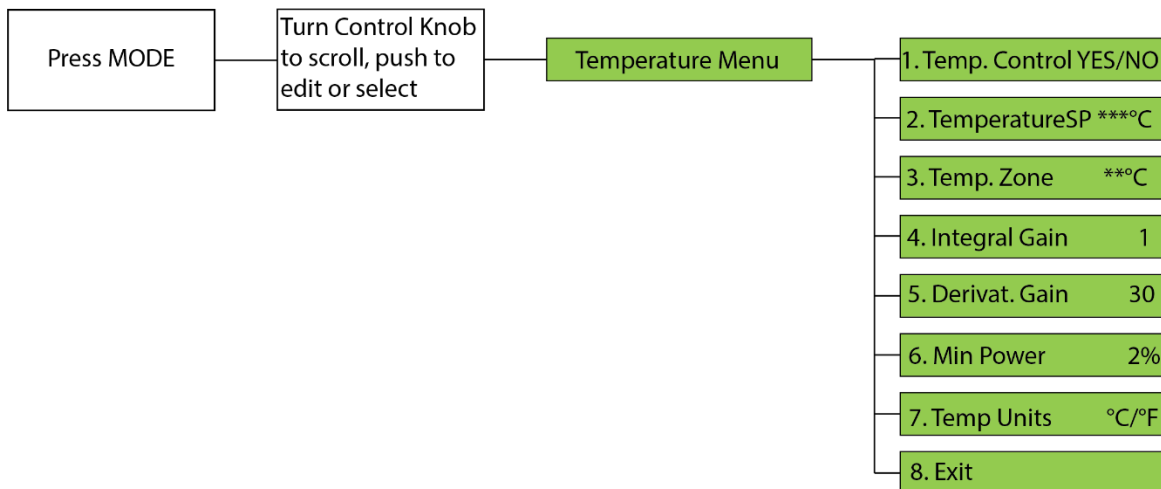 Press MODE
Turn Control Knob
to scroll, push to
edit or select
Temperature Menu
1. Temp. Control YES/NO
2. TemperatureSP ***°C
3. Temp. Zone **°C
4. Integral Gain 1
5. Derivat. Gain 30
6. Min Power 2%
7. Temp Units °C/°F
8. Exit